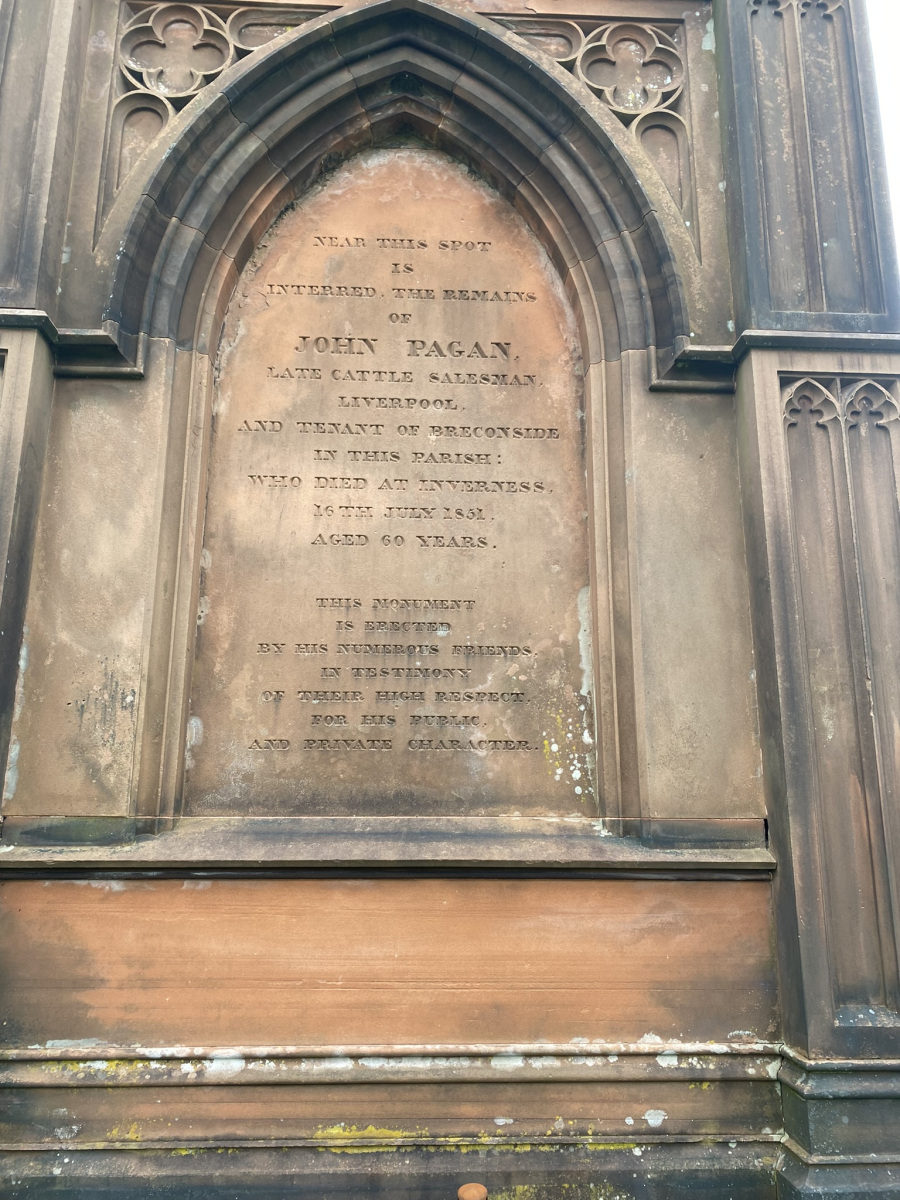 NEAR THIS SPOT
IS
INTERRED, THE REMAINS
OF
JOHN PAGAN,
LATE CATTLE SALESMAN,
LIVERPOOL,
AND TENANT OF BRECONSIDE
IN THIS PARISH:
WHO DIED AT INVERNESS,
16TH JULY 1851,
AGED 60 YEARS.
THIS MONUMENT
IS ERECTED
BY HIS NUMEROUS FRIENDS,
IN TESTIMONY
OF THEIR HIGH RESPECT,
FOR HIS PUBLIC,
AND PRIVATE CHARACTER.